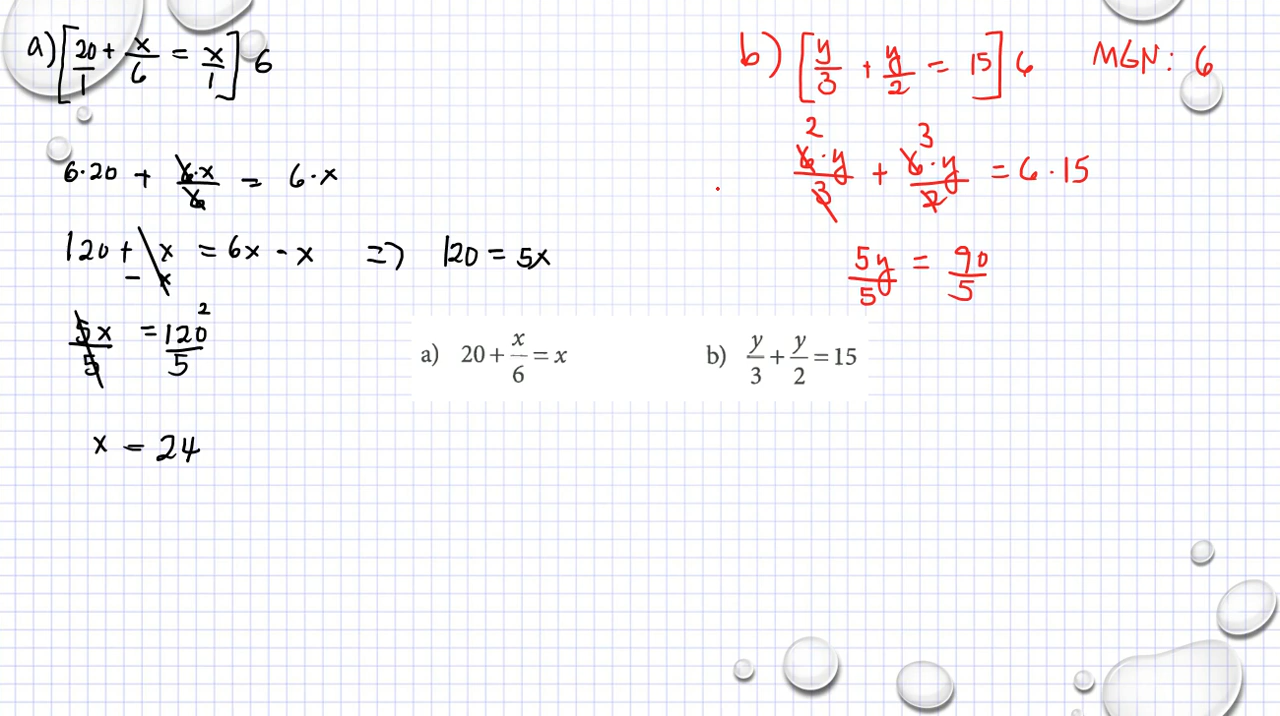 a) [20/1 + x/6 = x/1] 6
6·20 + 6·x/6 = 6·x
120 + x = 6x - x => 120 = 5x
- x
2
5x/5 = 120/5
x = 24
b) [y/3 + y/2 = 15] 6 MGN: 6
2 3
6·y/3 + 6·y/2 = 6·15
5y/5 = 90/5
a) 20 + x/6 = x b) y/3 + y/2 = 15